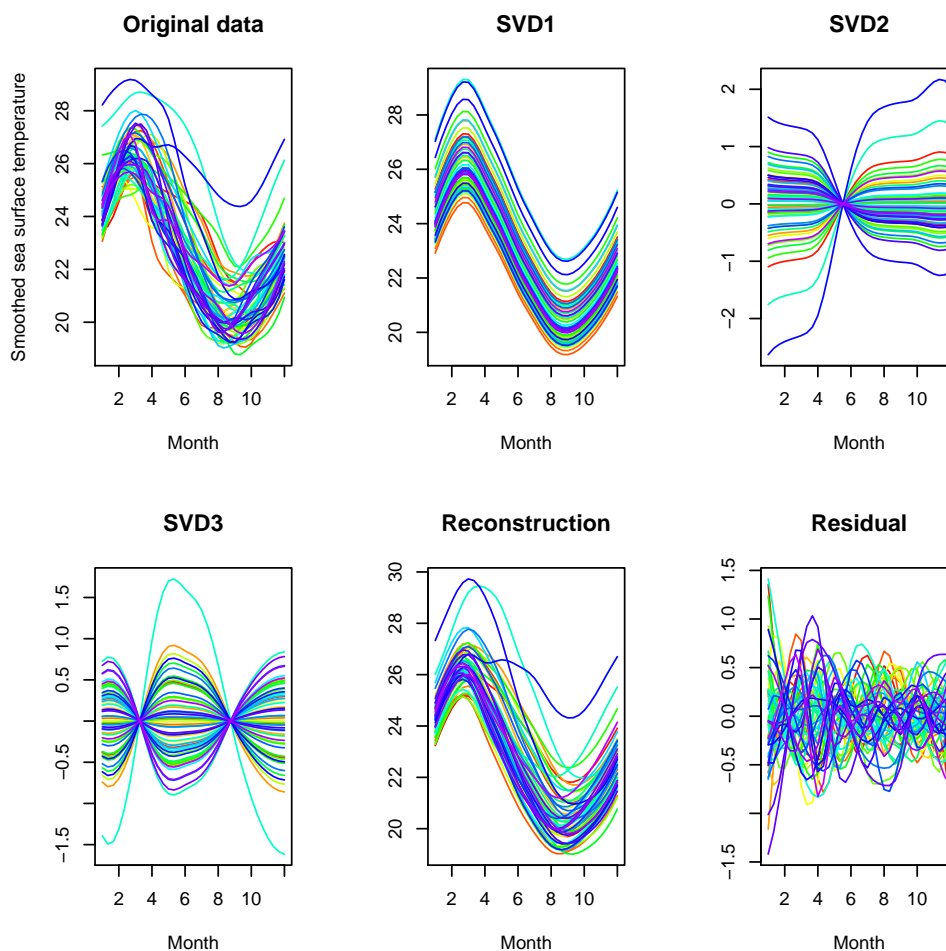 Original data
SVD1
SVD2
Smoothed sea surface temperature
28
26
24
22
20
2 4 6 8 10
Month
28
26
24
22
20
2 4 6 8 10
Month
2
1
0
−1
−2
2 4 6 8 10
Month
SVD3
Reconstruction
Residual
1.5
1.0
0.5
−0.5
−1.5
2 4 6 8 10
Month
30
28
26
24
22
20
2 4 6 8 10
Month
1.5
1.0
0.5
0.0
−0.5
−1.5
2 4 6 8 10
Month